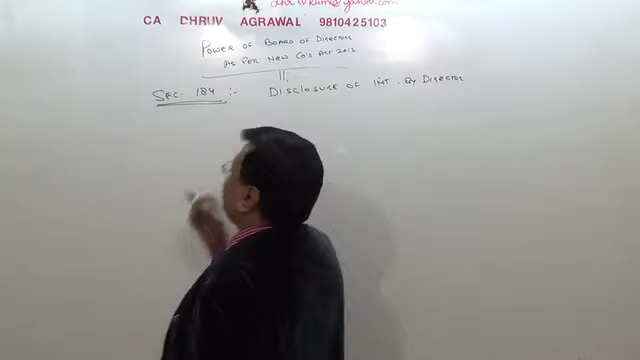 CA DHRUV AGRAWAL 9810425103
POWER OF BOARD OF DIRECTORS
AS PER NEW CO'S ACT 2013
SEC. 184 :- DISCLOSURE OF INT. BY DIRECTOR